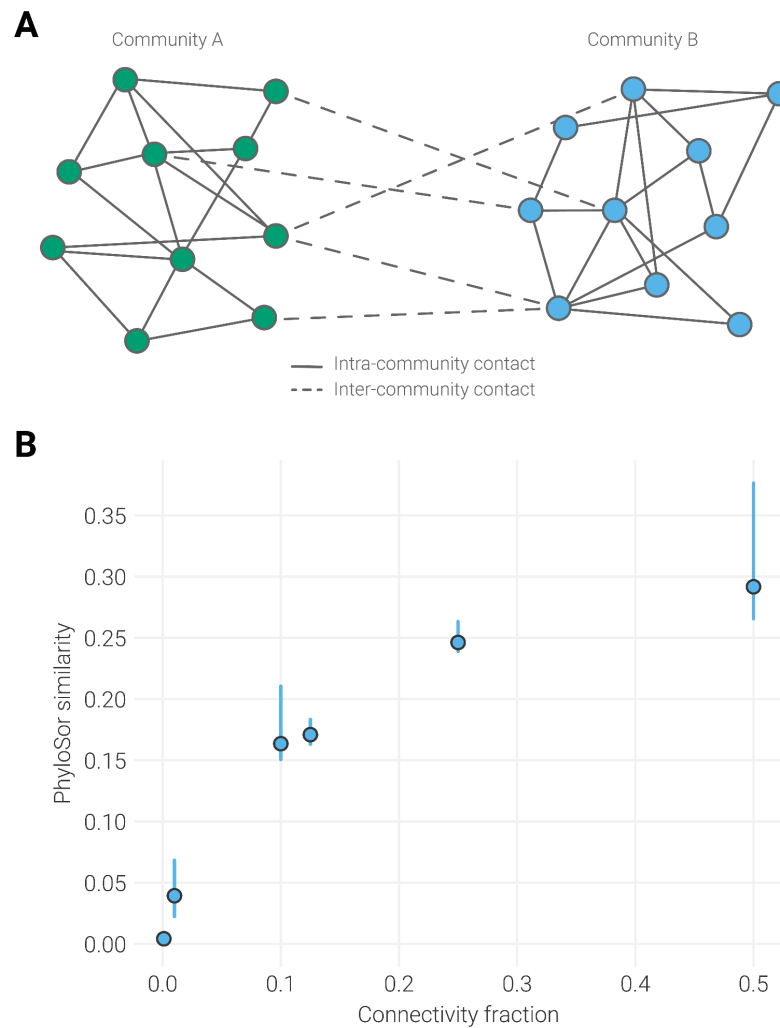 A
Community A
Community B
Intra-community contact
Inter-community contact
B
PhyloSor similarity
0.35
0.30
0.25
0.20
0.15
0.10
0.05
0.00
0.0 0.1 0.2 0.3 0.4 0.5
Connectivity fraction